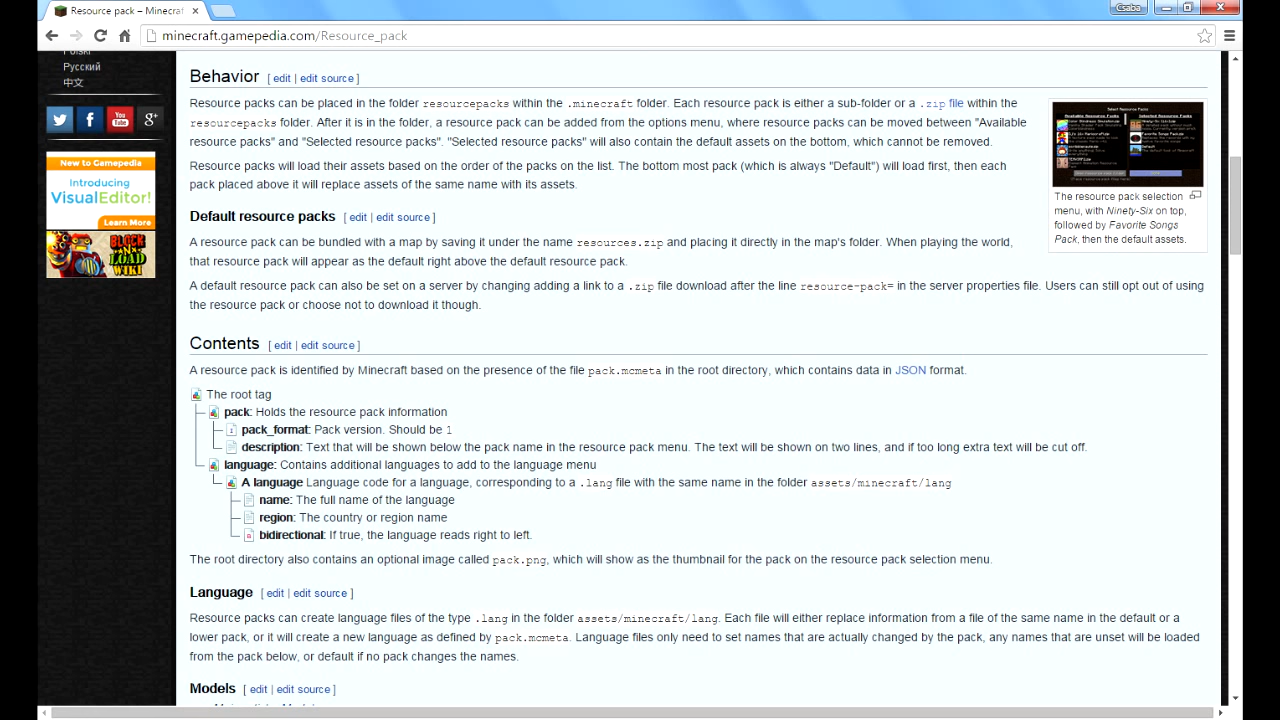 Resource pack – Minecraf
Csaba
minecraft.gamepedia.com/Resource_pack
Polski
Русский
中文
New to Gamepedia
Introducing
VisualEditor!
Learn More
BLOCK
N
LOAD
WIKI
Behavior [ edit | edit source ]
Resource packs can be placed in the folder resourcepacks within the .minecraft folder. Each resource pack is either a sub-folder or a .zip file within the
resourcepacks folder. After it is in the folder, a resource pack can be added from the options menu. The resource packs can be moved between "Available
resource packs" and "Selected resource packs". "Selected resource packs" will also have default textures on the bottom, which cannot be removed.
Resource packs load their assets based on the order of resource packs in the list. The bottom-most (which is always "Default") will load first, then each
pack placed above it will replace assets of the same name with its assets.
The resource pack selection
menu, with Ninety-Six on top,
followed by Favorite Songs
Pack, then the default assets.
Default resource packs [ edit | edit source ]
A resource pack can be bundled with a map by saving it under the name resources.zip and placing it directly in the map's folder. When playing the world,
that resource pack will appear as the default right above the default resource pack.
A default resource pack can also be set on a server by changing adding a link to a .zip file download after the line resource-pack= in the server properties file. Users can still opt out of using
the resource pack or choose not to download it though.
Contents [ edit | edit source ]
A resource pack is identified by Minecraft based on the presence of the file pack.mcmeta in the root directory, which contains data in JSON format.
The root tag
pack: Holds the resource pack information
pack_format: Pack version. Should be 1
description: Text that will be shown below the pack name in the resource pack menu. The text will be shown on two lines, and if too long extra text will be cut off.
language: Contains additional languages to add to the language menu
A language Language code for a language, corresponding to a .lang file with the same name in the folder assets/minecraft/lang
name: The full name of the language
region: The country or region name
bidirectional: If true, the language reads right to left.
The root directory also contains an optional image called pack.png, which will show as the thumbnail for the pack on the resource pack selection menu.
Language [ edit | edit source ]
Resource packs can create language files of the type .lang in the folder assets/minecraft/lang. Each file will either replace information from a file of the same name in the default or a
lower pack, or it will create a new language as defined by pack.mcmeta. Language files only need to set names that are actually changed by the pack, any names that are unset will be loaded
from the pack below, or default if no pack changes the names.
Models [ edit | edit source ]